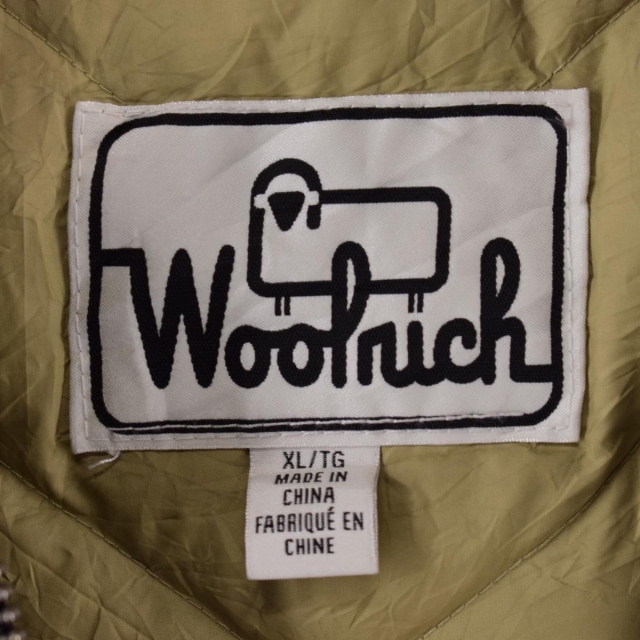 Woolrich
XL/TG
MADE IN
CHINA
FABRIQUÉ EN
CHINE